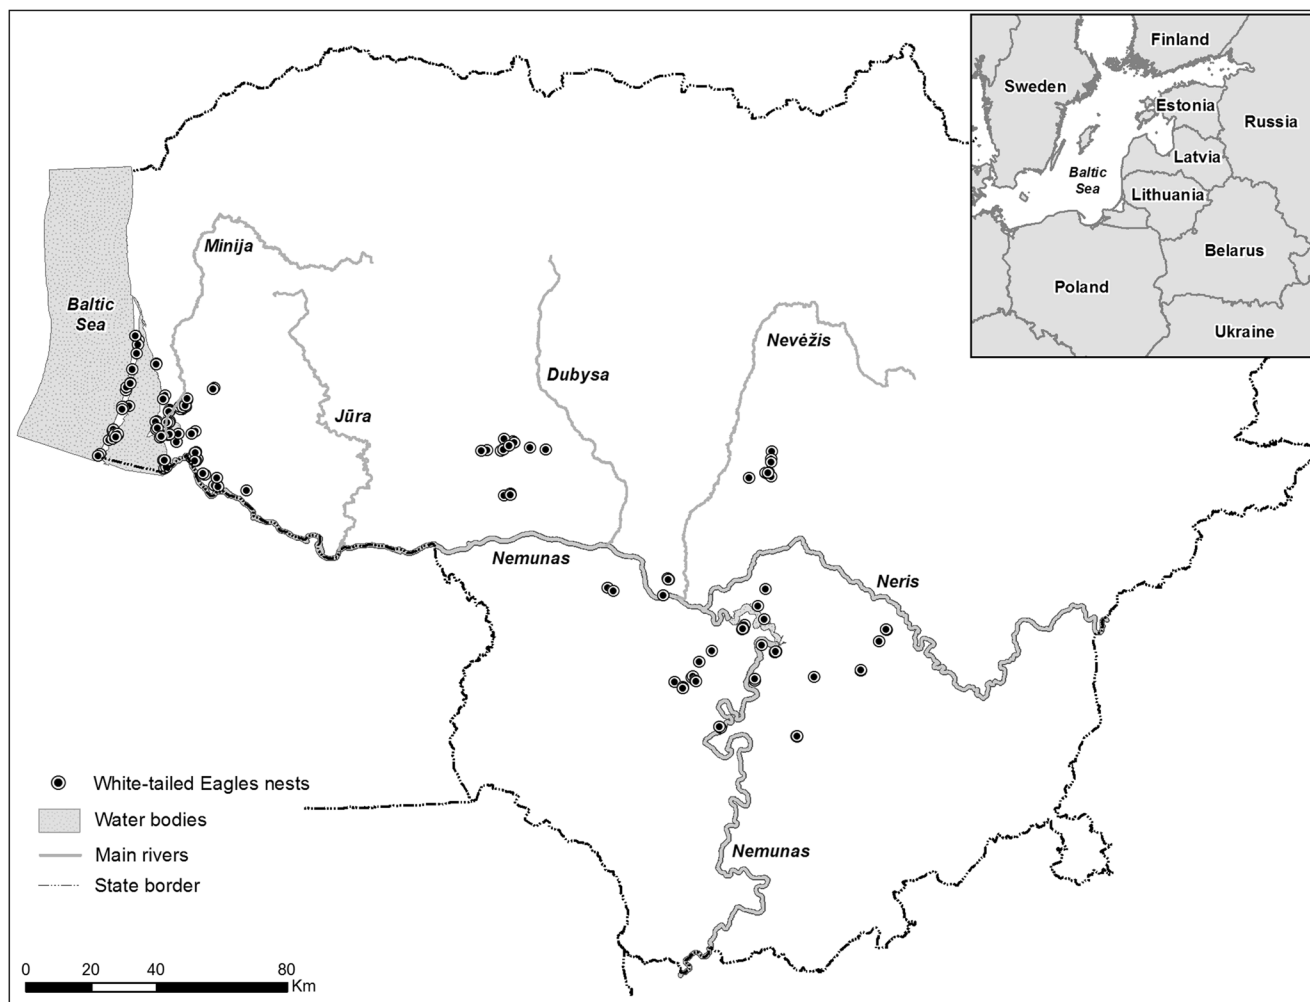 Finland
Sweden
Estonia
Russia
Latvia
Baltic
Sea
Lithuania
Belarus
Poland
Ukraine
Minija
Baltic
Sea
Nevėžis
Dubysa
Jūra
Nemunas
Neris
White-tailed Eagles nests
Water bodies
Main rivers
State border
Nemunas
0 20 40 80
Km